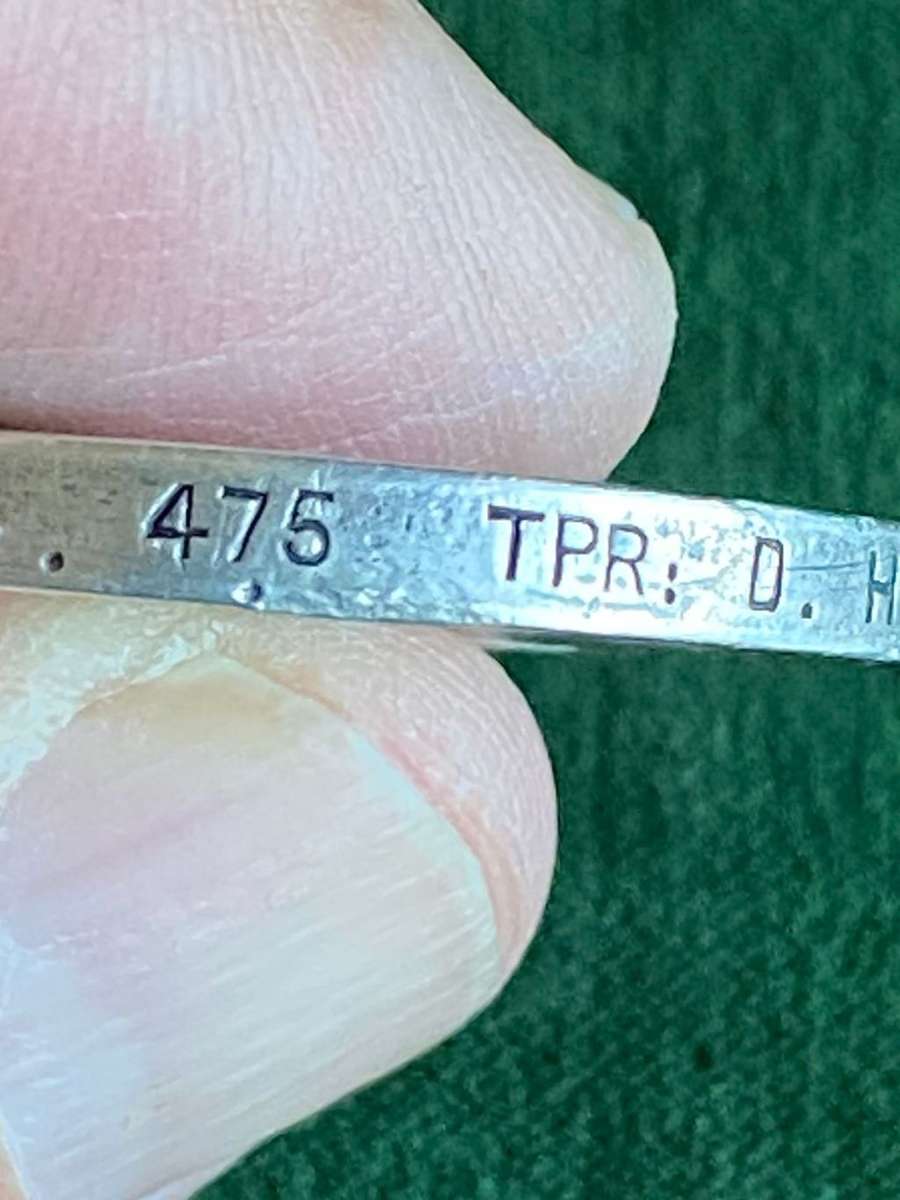 . 475 TPR: D. H